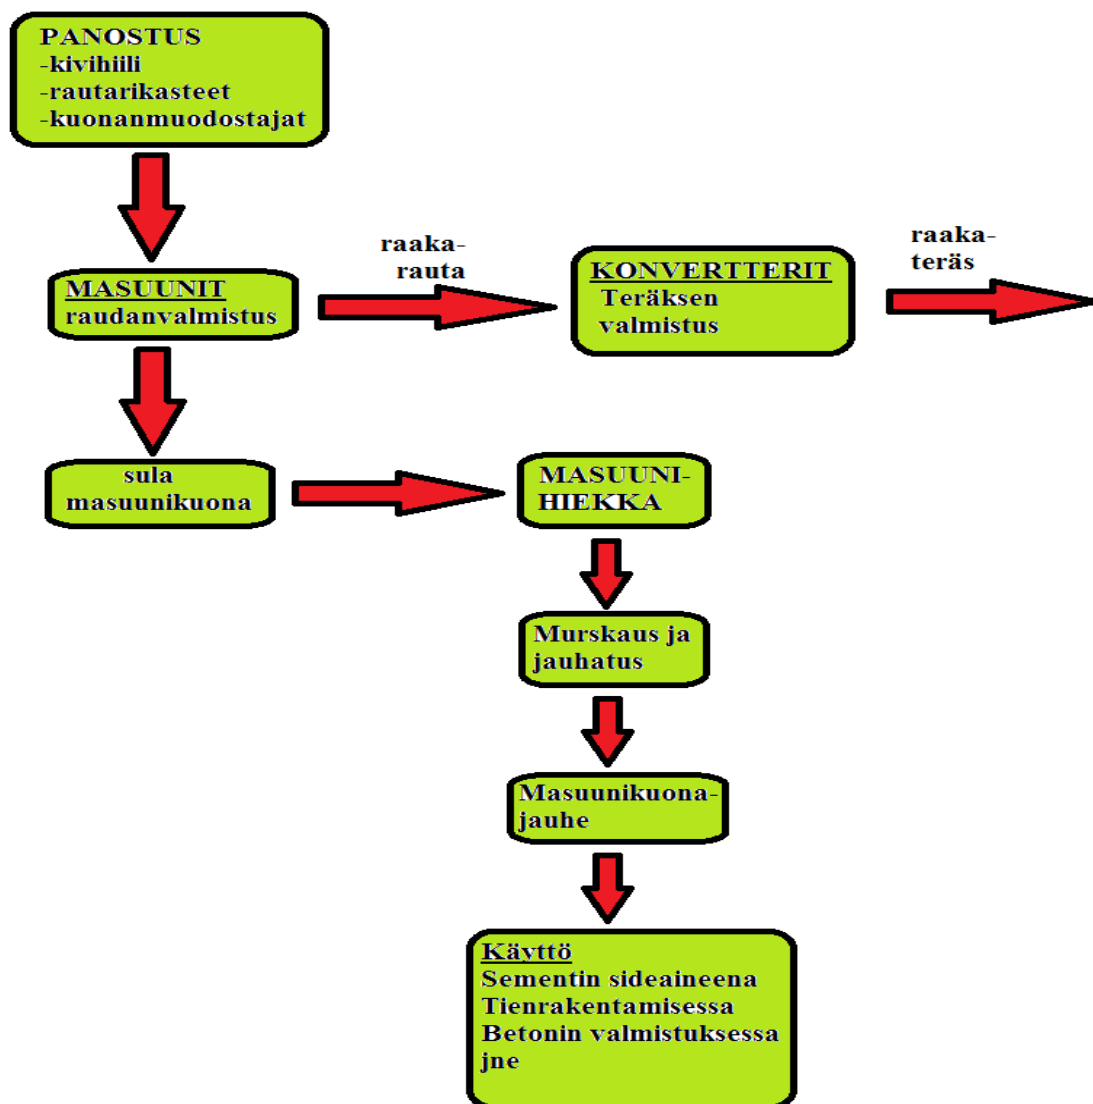 PANOSTUS
-kivihiili
-rautarikasteet
-kuonanmuodostajat
MASUUNIT
raudanvalmistus
raaka-
rauta
KONVERTTERIT
Teräksen
valmistus
raaka-
teräs
sula
masuunikuona
MASUUNI-
HIEKKA
Murskaus ja
jauhatus
Masuunikuona-
jauhe
Käyttö
Sementin sideaineena
Tienrakentamisessa
Betonin valmistuksessa
jne